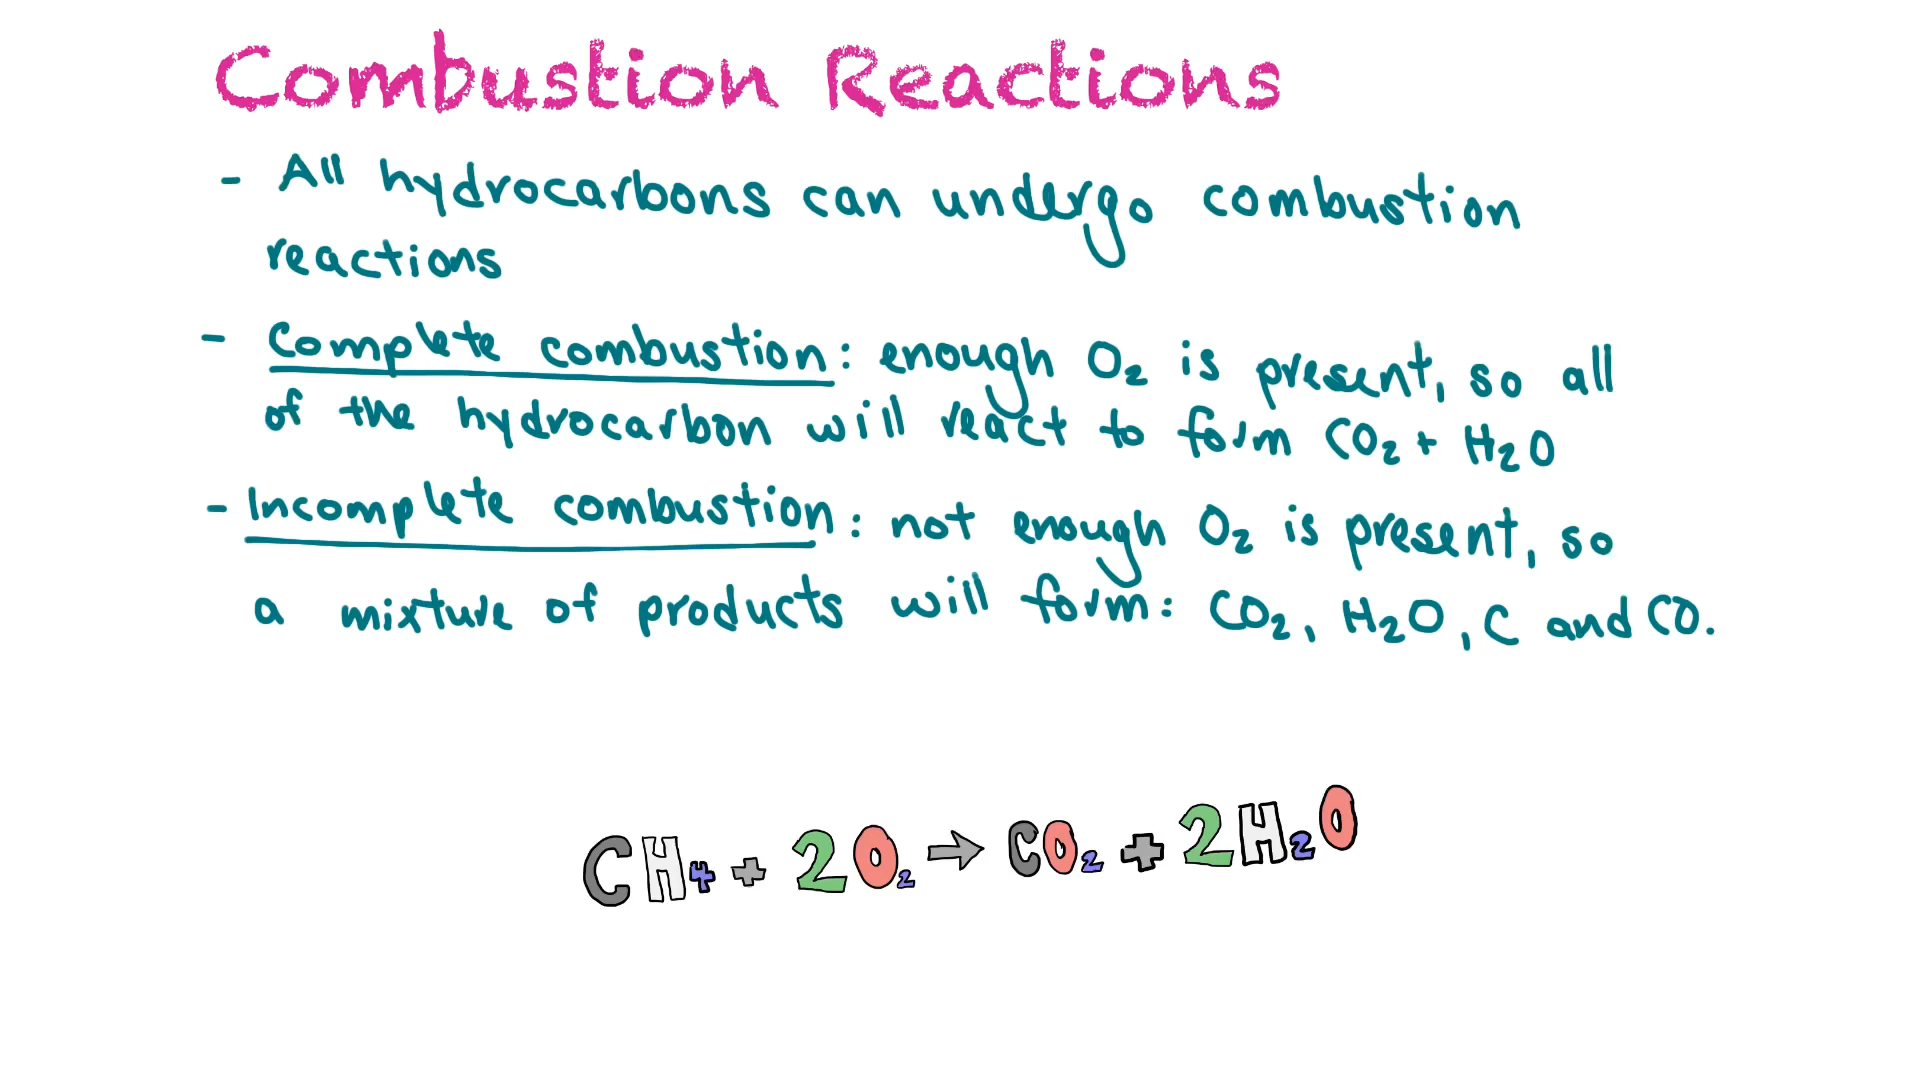 Combustion Reactions
- All hydrocarbons can undergo combustion
reactions
- Complete combustion: enough O₂ is present, so all
of the hydrocarbon will react to form CO₂ + H₂O
- Incomplete combustion: not enough O₂ is present, so
a mixture of products will form: CO₂, H₂O, C and CO.
CH₄ + 2O₂ → CO₂ + 2H₂O